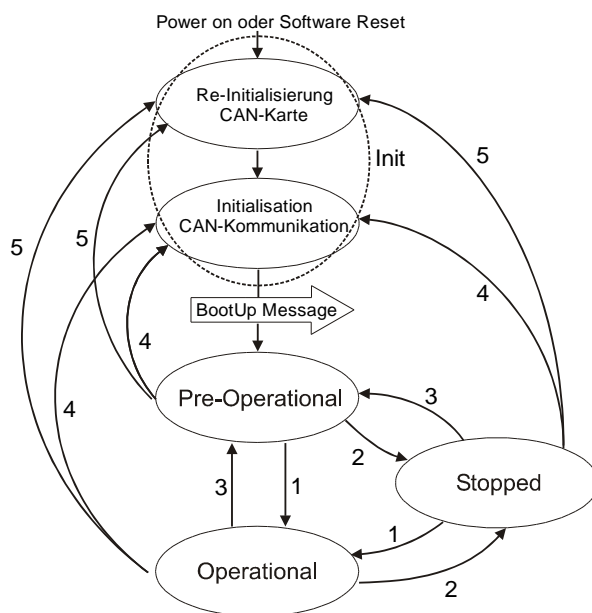 Power on oder Software Reset
Re-Initialisierung
CAN-Karte
5
Init
5
Initialisation
CAN-Kommunikation
5
4
BootUp Message
4
4
Pre-Operational
3
2
3
1
Stopped
1
Operational
2